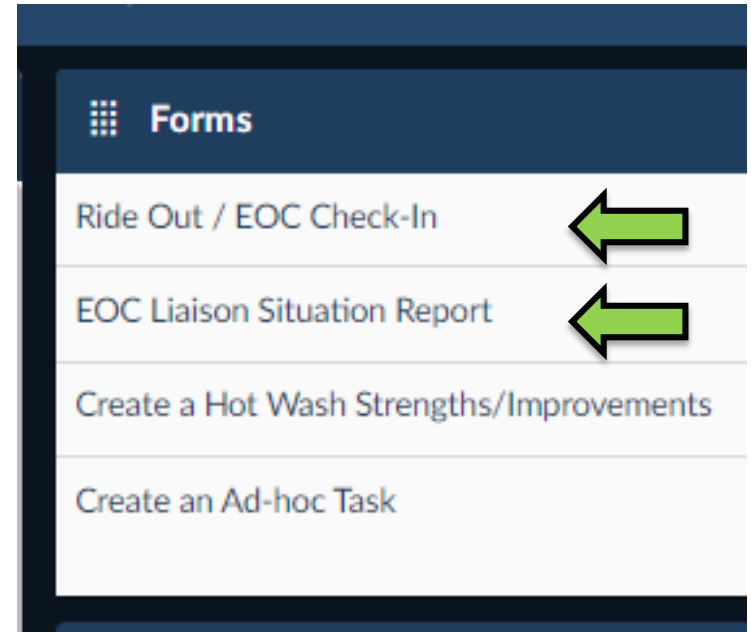 Forms
Ride Out / EOC Check-In
EOC Liaison Situation Report
Create a Hot Wash Strengths/Improvements
Create an Ad-hoc Task